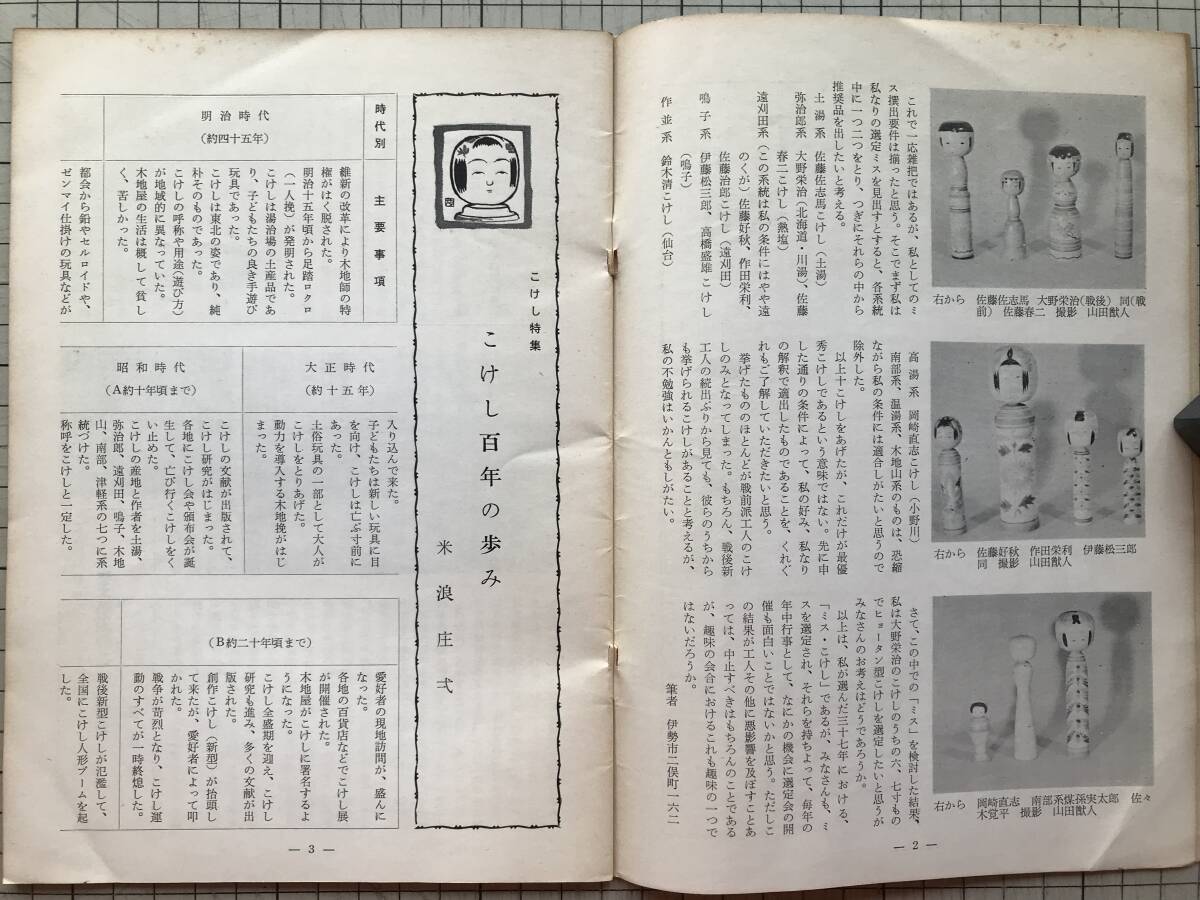 これで一応雑把ではあるが、私としてのミ
ス撰出要件は揃ったと思う。そこでまず私は
私なりの選定ミスを見出すとすると、各系統
中に一つ二つをとり、つぎにそれらの中から
推奨品を出したいと考える。
土湯系 佐藤佐志馬こけし(土湯)
弥治郎系 大野栄治(北海道・川湯)、佐藤
春二こけし(熱塩)
遠刈田系(この系統は私の条件にはやや遠
のくが)佐藤好秋、作田栄利、
佐藤治郎こけし(遠刈田)
鳴子系 伊藤松三郎、高橋盛雄こけし
(鳴子)
作並系 鈴木清こけし(仙台)
右から 佐藤佐志馬 大野栄治(戦後) 同(戦
前) 佐藤春二 撮影 山田猷人
高湯系 岡崎直志こけし(小野川)
南部系、温湯系、木地山系のものは、恐縮
ながら私の条件には適合しがたいと思うので
除外した。
以上十こけしをあげたが、これだけが最優
秀こけしであるという意味ではない。先に申
した通りの条件によって、私の好み、私なり
の解釈で適出したものであることを、くれぐ
れもご了解していただきたいと思う。
挙げたもののほとんどが戦前派工人のこけ
しのみとなってしまった。もちろん、戦後新
工人の続出ぶりから見ても、彼らのうちから
も挙げられるこけしがあることと考えるが、
私の不勉強はいかんともしがたい。
右から 佐藤好秋 作田栄利 伊藤松三郎
同 撮影 山田猷人
さて、この中での「ミス」を検討した結果、
私は大野栄治のこけしのうちの六、七寸もの
でヒョータン型こけしを選定したいと思うが
みなさんのお考えはどうであろうか。
以上は、私が選んだ三十七年における、
「ミス・こけし」であるが、みなさんも、ミ
スを選定され、それらを持ちよって、毎年の
年中行事として、なにかの機会に選定会の開
催も面白いことではないかと思う。ただしこ
の結果が工人その他に悪影響を及ぼすことあ
っては、中止すべきはもちろんのことである
が、趣味の会合におけるこれも趣味の一つで
はないだろうか。
筆者 伊勢市二俣町一六二
右から 岡崎直志 南部系煤孫実太郎 佐々
木覚平 撮影 山田猷人
— 2 —
こけし特集
こけし百年の歩み
米浪庄弌
時代別
主要事項
明治時代
(約四十五年)
維新の改革により木地師の特
権がはく脱された。
明治十五年頃から足踏ロクロ
(一人挽)が発明された。
こけしは湯治場の土産品であ
り、子どもたちの良き手遊び
玩具であった。
こけしは東北の姿であり、純
朴そのものであった。
こけしの呼称や用途(遊び方)
が地域的に異なっていた。
木地屋の生活は概して貧し
く、苦しかった。
都会から鉛やセルロイドや、
ゼンマイ仕掛けの玩具などが
大正時代
(約十五年)
入り込んで来た。
子どもたちは新しい玩具に目
を向け、こけしは亡ぶ寸前に
あった。
土俗玩具の一部として大人が
こけしをとりあげた。
動力を導入する木地挽がはじ
まった。
昭和時代
(A約十年頃まで)
こけしの文献が出版されて、
こけし研究がはじまった。
各地にこけし会や頒布会が誕
生して、亡び行くこけしをく
い止めた。
こけしの産地と作者を土湯、
弥治郎、遠刈田、鳴子、木地
山、南部、津軽系の七つに系
統づけた。
称呼をこけしと一定した。
(B約二十年頃まで)
愛好者の現地訪問が、盛んに
なった。
各地の百貨店などでこけし展
が開催された。
木地屋がこけしに署名するよ
うになった。
こけし全盛期を迎え、こけし
研究も進み、多くの文献が出
版された。
創作こけし(新型)が抬頭し
て来たが、愛好者によって叩
かれた。
戦争が苛烈となり、こけし運
動のすべてが一時終熄した。
戦後新型こけしが氾濫して、
全国にこけし人形ブームを起
した。
— 3 —